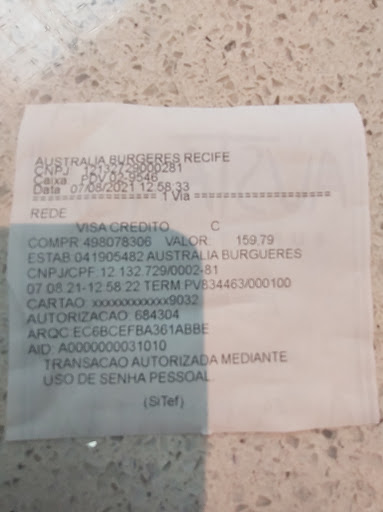 AUSTRALIA BURGERES RECIFE
CNPJ 12132729000281
Caixa PDV 02-9546
Data 07/08/2021 12:58:33
================ 1 Via ==================
REDE
VISA CREDITO C
COMPR:498078306 VALOR: 159,79
ESTAB:041905482 AUSTRALIA BURGUERES
CNPJ/CPF:12.132.729/0002-81
07.08.21-12:58:22 TERM:PV834463/000100
CARTAO: xxxxxxxxxxxx9032
AUTORIZACAO: 684304
ARQC:EC6BCEFBA361ABBE
AID: A0000000031010
TRANSACAO AUTORIZADA MEDIANTE
USO DE SENHA PESSOAL.
(SiTef)